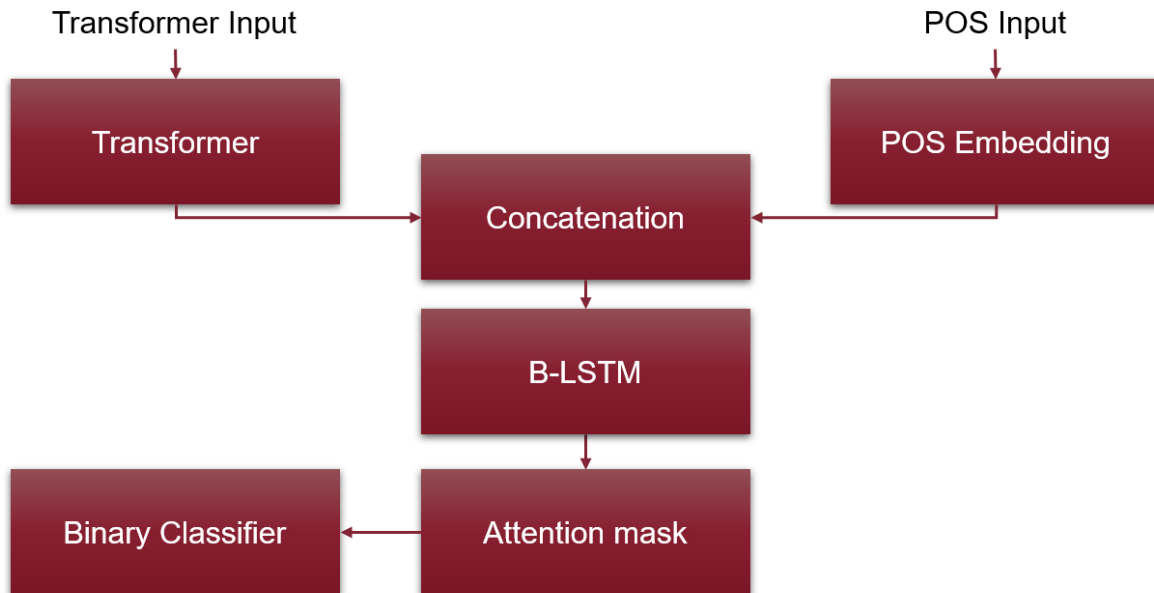 Transformer Input
POS Input
Transformer
POS Embedding
Concatenation
B-LSTM
Binary Classifier
Attention mask